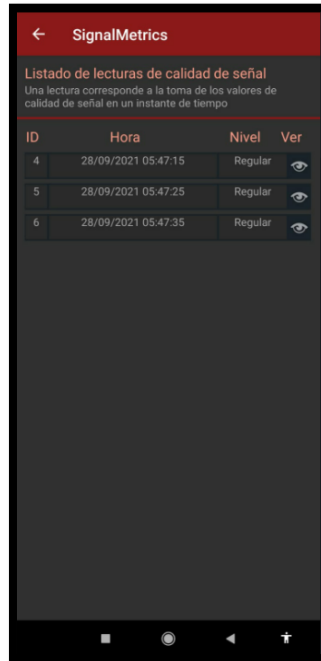 SignalMetrics
Listado de lecturas de calidad de señal
Una lectura corresponde a la toma de los valores de
calidad de señal en un instante de tiempo
ID Hora Nivel Ver
4 28/09/2021 05:47:15 Regular
5 28/09/2021 05:47:25 Regular
6 28/09/2021 05:47:35 Regular